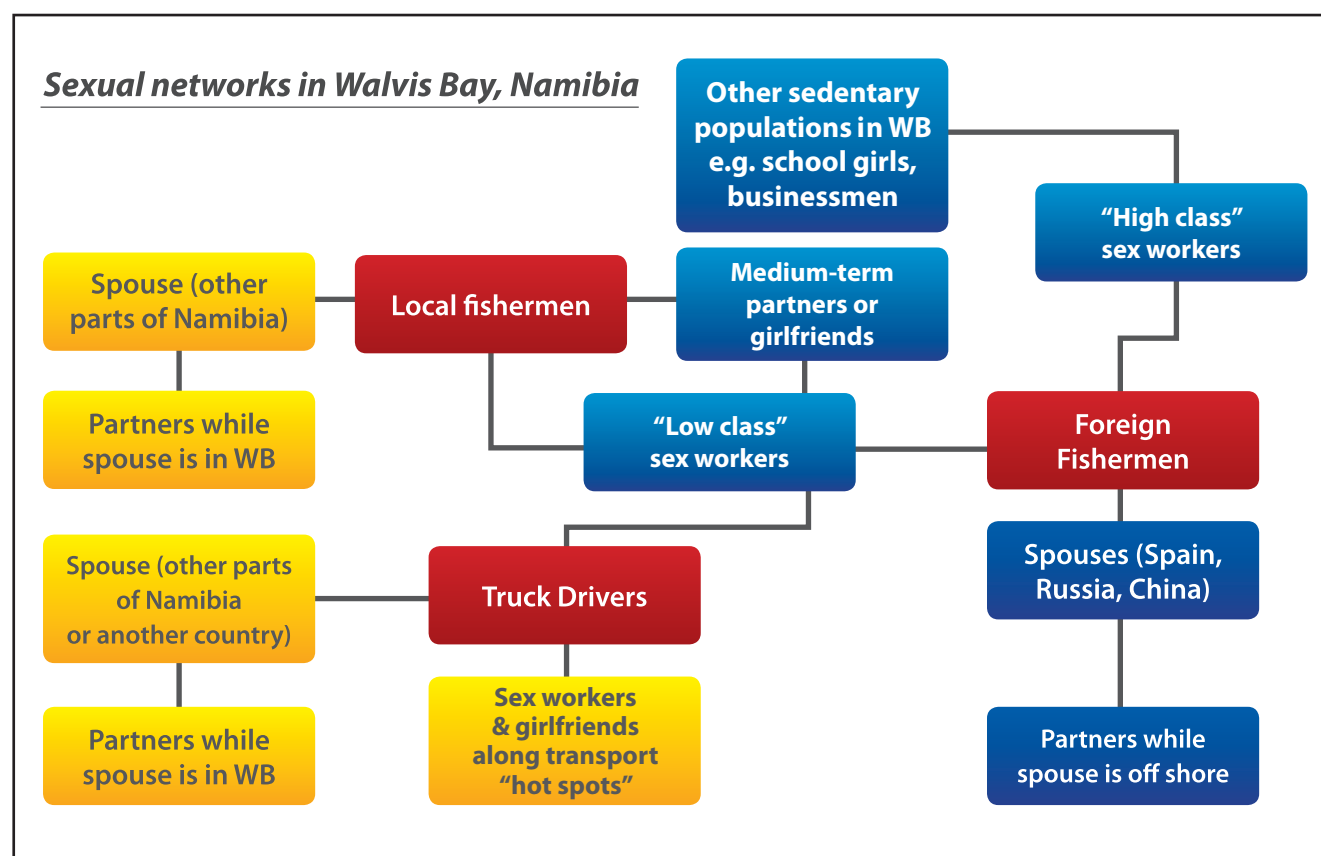 Sexual networks in Walvis Bay, Namibia
Other sedentary
populations in WB
e.g. school girls,
businessmen
“High class”
sex workers
Spouse (other
parts of Namibia)
Local fishermen
Medium-term
partners or
girlfriends
Partners while
spouse is in WB
“Low class”
sex workers
Foreign
Fishermen
Spouse (other parts
of Namibia
or another country)
Truck Drivers
Spouses (Spain,
Russia, China)
Partners while
spouse is in WB
Sex workers
& girlfriends
along transport
“hot spots”
Partners while
spouse is off shore